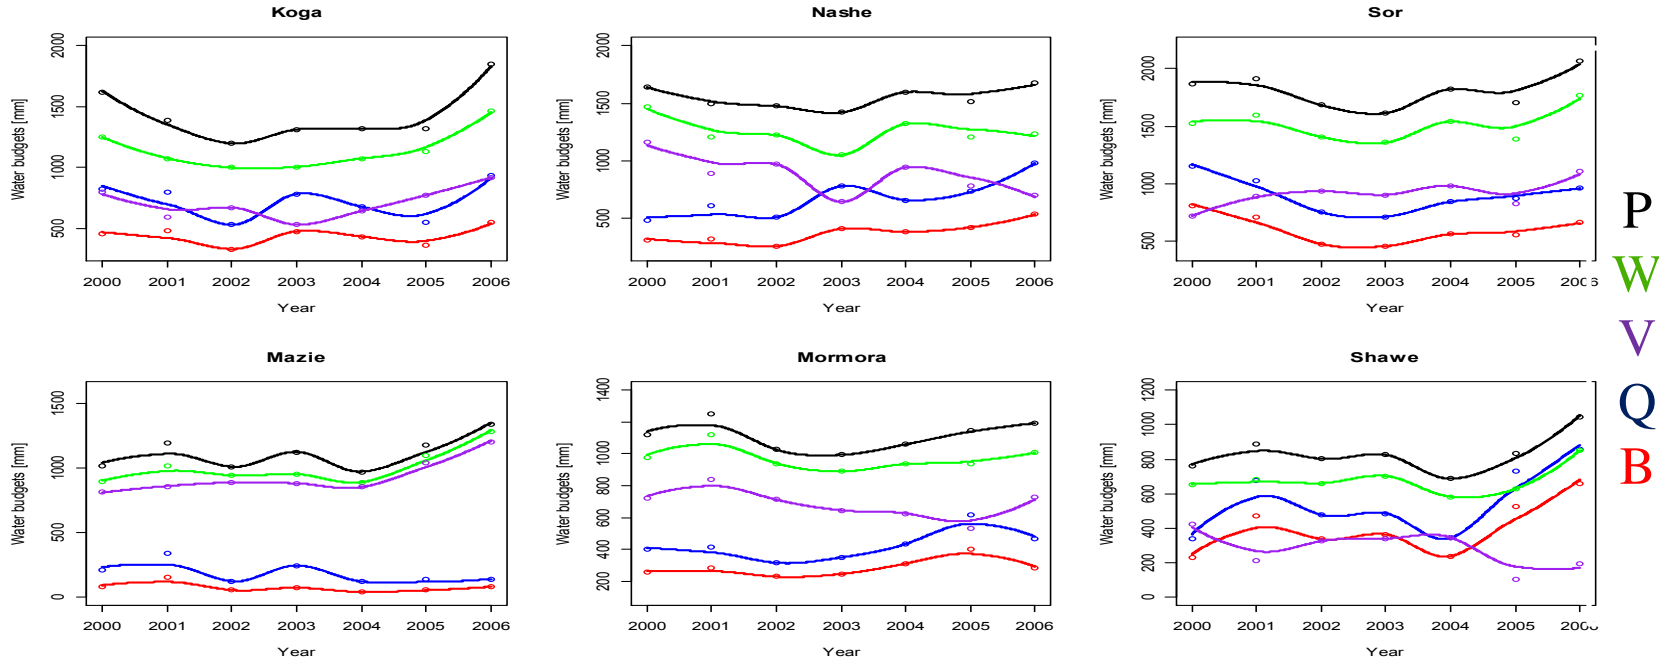 Koga
Water budgets [mm]
500 1000 1500 2000
2000 2001 2002 2003 2004 2005 2006
Year
Nashe
Water budgets [mm]
500 1000 1500 2000
2000 2001 2002 2003 2004 2005 2006
Year
Sor
Water budgets [mm]
500 1000 1500 2000
2000 2001 2002 2003 2004 2005
Year
Mazie
Water budgets [mm]
0 500 1000 1500
2000 2001 2002 2003 2004 2005 2006
Year
Mormora
Water budgets [mm]
200 400 600 800 1000 1200 1400
2000 2001 2002 2003 2004 2005 2006
Year
Shawe
Water budgets [mm]
0 200 400 600 800 1000 1200
2000 2001 2002 2003 2004 2005
Year
P
W
V
Q
B